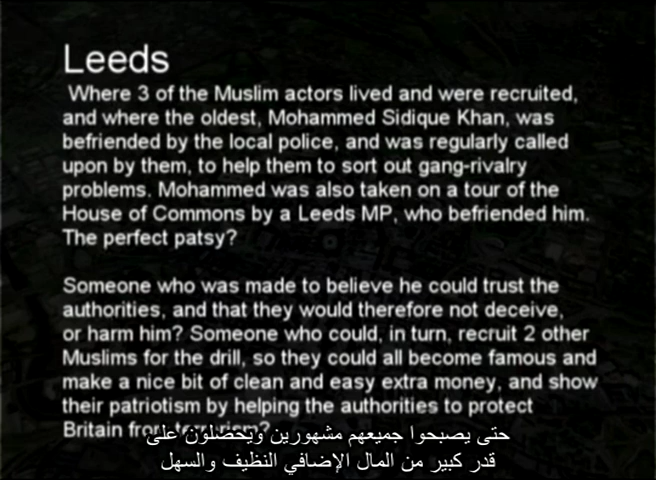 Leeds
Where 3 of the Muslim actors lived and were recruited,
and where the oldest, Mohammed Sidique Khan, was
befriended by the local police, and was regularly called
upon by them, to help them to sort out gang-rivalry
problems. Mohammed was also taken on a tour of the
House of Commons by a Leeds MP, who befriended him.
The perfect patsy?
Someone who was made to believe he could trust the
authorities, and that they would therefore not deceive,
or harm him? Someone who could, in turn, recruit 2 other
Muslims for the drill, so they could all become famous and
make a nice bit of clean and easy extra money, and show
their patriotism by helping the authorities to protect
Britain from terrorism?
حتى يصبحوا جميعهم مشهورين ويحصلون على
قدر كبير من المال الإضافي النظيف والسهل